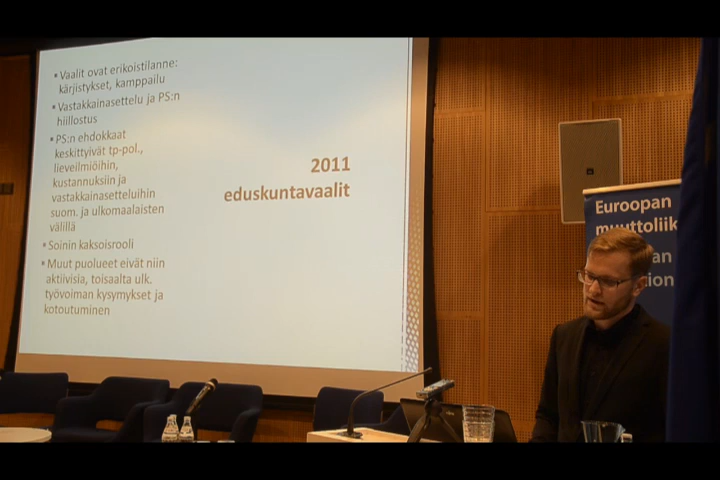 ▪ Vaalit ovat erikoistilanne:
kärjistykset, kamppailu
▪ Vastakkainasettelu ja PS:n
hiillostus
▪ PS:n ehdokkaat
keskittyivät tp-pol.,
lieveilmiöihin,
kustannuksiin ja
vastakkainasetteluihin
suom. ja ulkomaalaisten
välillä
▪ Soinin kaksoisrooli
▪ Muut puolueet eivät niin
aktiivisia, toisaalta ulk.
työvoiman kysymykset ja
kotoutuminen
2011
eduskuntavaalit
Euroopan
muuttoliik